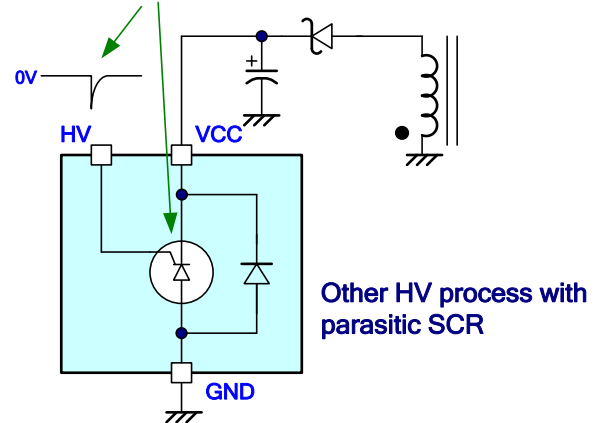 0V
HV
VCC
+
Other HV process with
parasitic SCR
GND